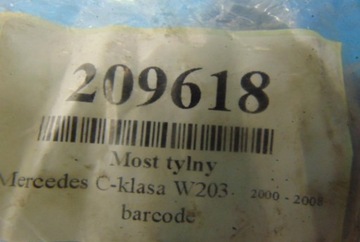 209618
Most tylny
Mercedes C-klasa W203 2000 - 2008
barcode